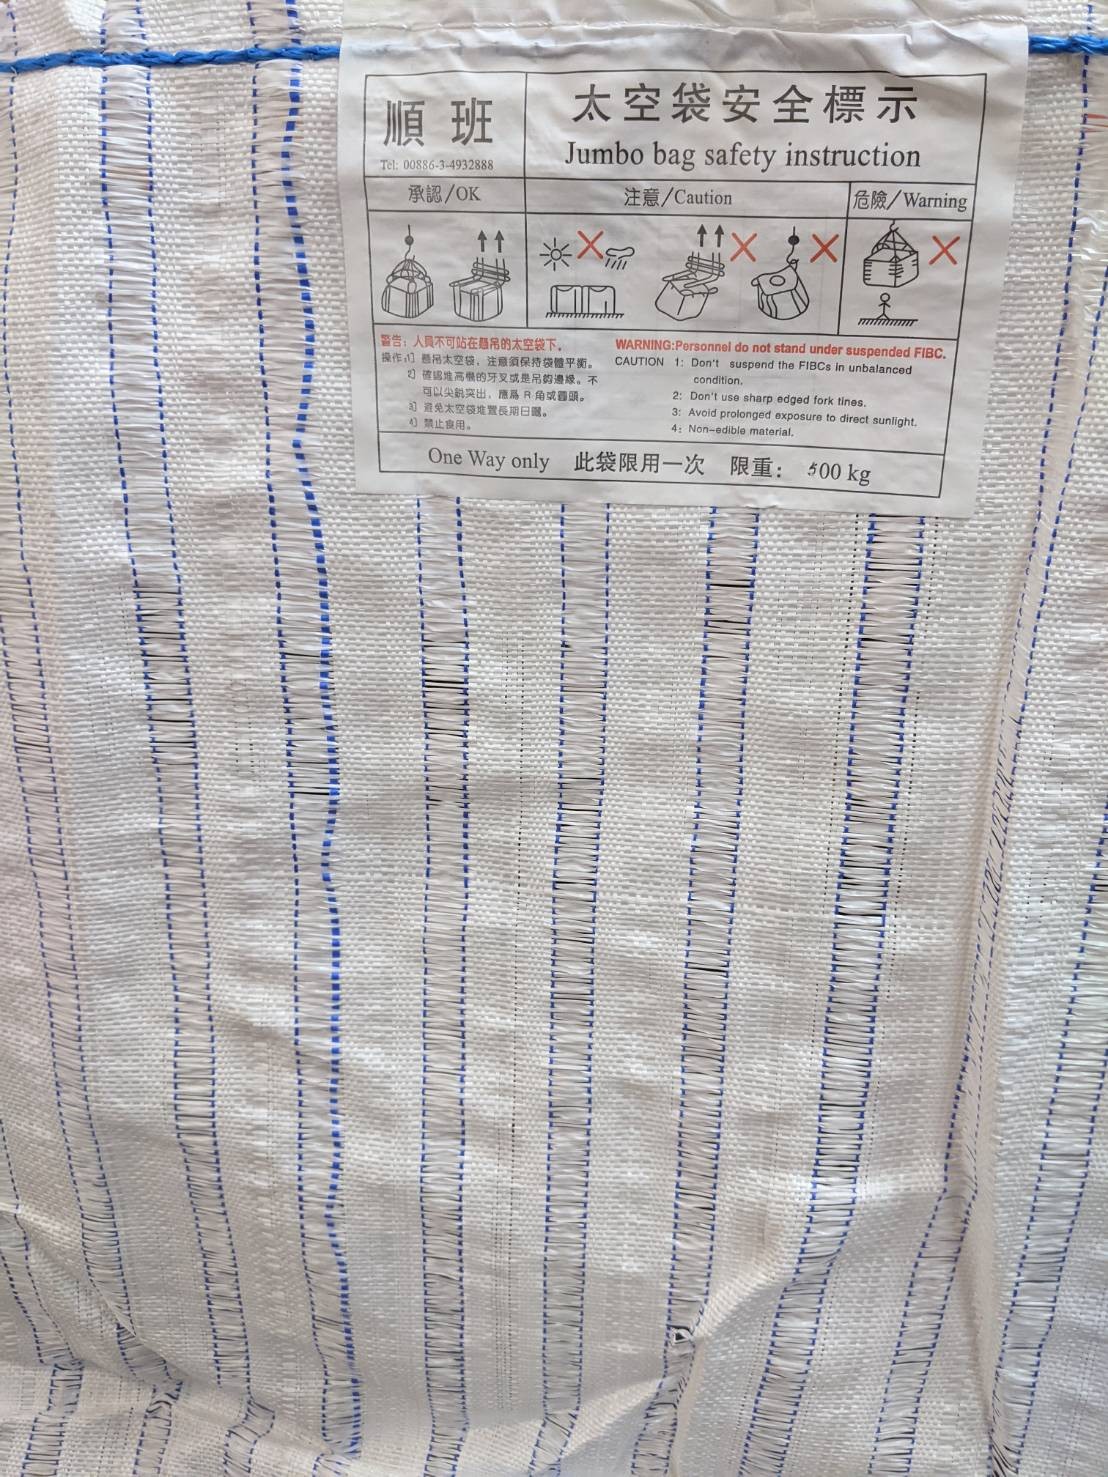 順班
Tel: 00886-3-4932888
太空袋安全標示
Jumbo bag safety instruction
承認/OK
注意/Caution
危險/Warning
警告：人員不可站在懸吊的太空袋下。
操作:1] 懸吊太空袋，注意須保持袋體平衡。
2] 確認堆高機的牙叉或是吊鉤邊緣。不
可以尖銳突出，應為 R 角或圓頭。
3] 避免太空袋堆置長期日曬。
4] 禁止食用。
WARNING:Personnel do not stand under suspended FIBC.
CAUTION 1: Don't suspend the FIBCs in unbalanced
condition.
2: Don't use sharp edged fork tines.
3: Avoid prolonged exposure to direct sunlight.
4: Non-edible material.
One Way only 此袋限用一次 限重： 500 kg